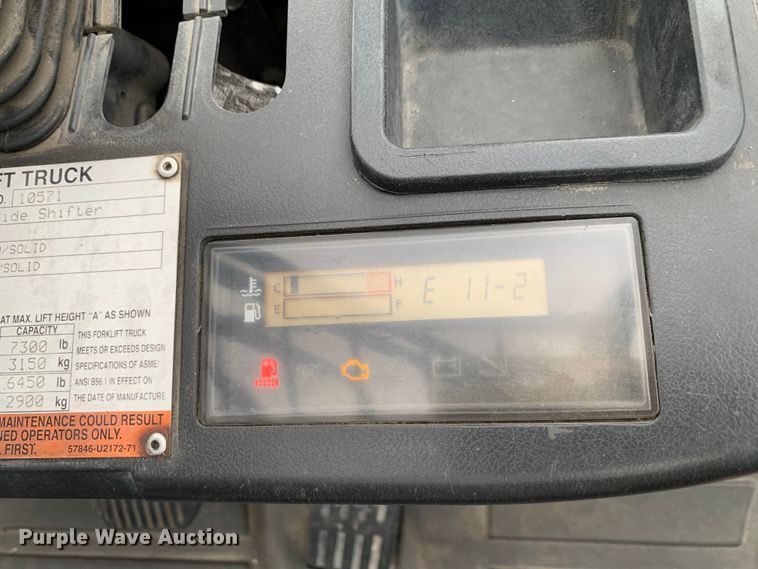 FT TRUCK
10571
ide Shifter
/SOLID
/SOLID
AT MAX. LIFT HEIGHT "A" AS SHOWN
CAPACITY
7300 lb
3150 kg
6450 lb
2900 kg
THIS FORKLIFT TRUCK
MEETS OR EXCEEDS DESIGN
SPECIFICATIONS OF ASME/
ANSI B56.1 IN EFFECT ON
THE DATE OF MANUFACTURE
MAINTENANCE COULD RESULT
NED OPERATORS ONLY.
L FIRST.
57846-U2172-71
C H
E F
E 11-2
Purple Wave Auction